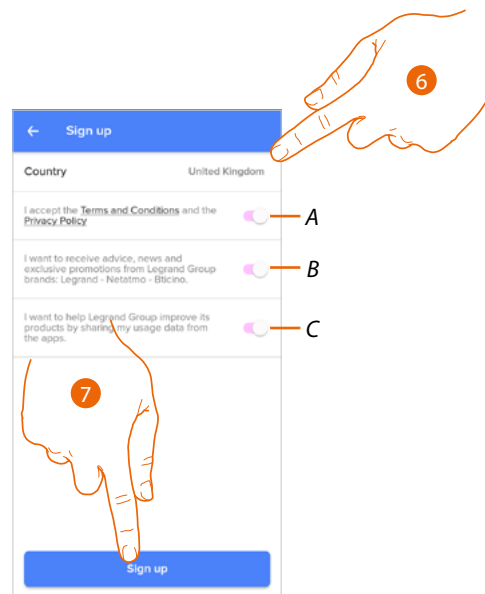 6
← Sign up
Country United Kingdom
I accept the Terms and Conditions and the
Privacy Policy
A
I want to receive advice, news and
exclusive promotions from Legrand Group
brands: Legrand - Netatmo - Bticino.
B
I want to help Legrand Group improve its
products by sharing my usage data from
the apps.
C
7
Sign up